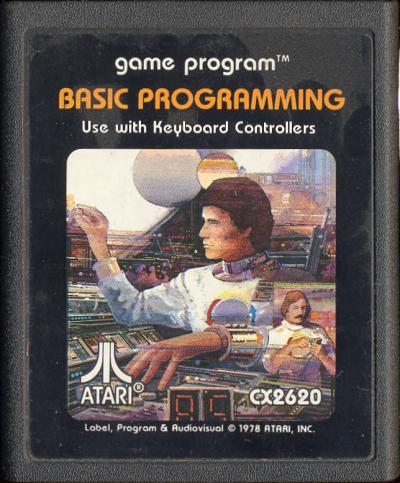 game program™
BASIC PROGRAMMING
Use with Keyboard Controllers
ATARI®
CX2620
Label, Program & Audiovisual © 1978 ATARI, INC.